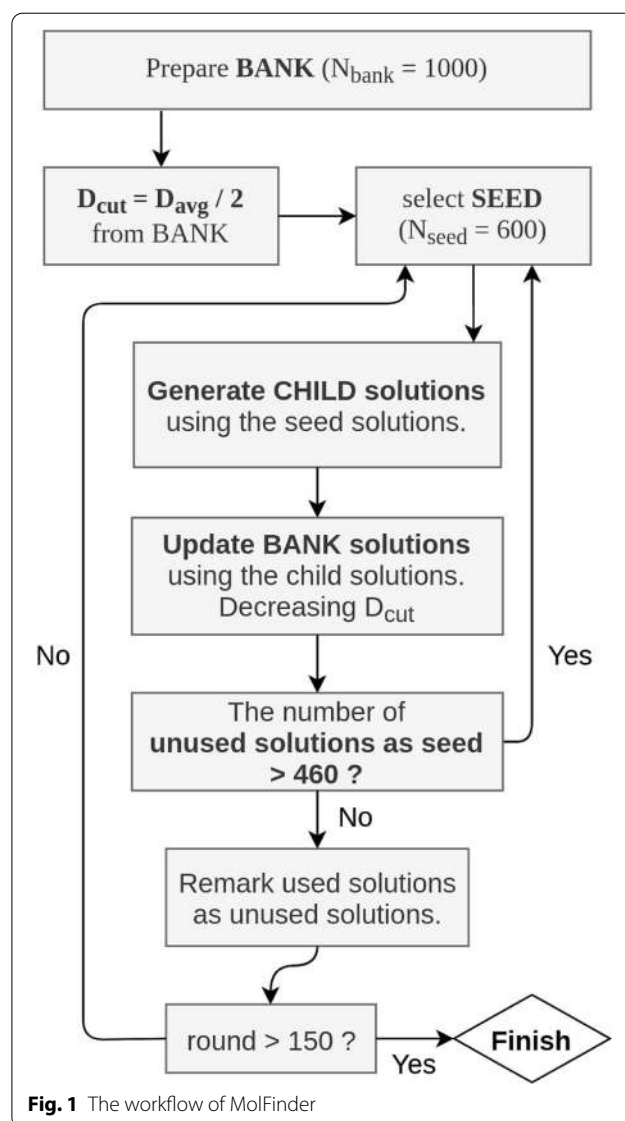 Prepare BANK (Nbank = 1000)
Dcut = Davg / 2
from BANK
select SEED
(Nseed = 600)
Generate CHILD solutions
using the seed solutions.
Update BANK solutions
using the child solutions.
Decreasing Dcut
No
Yes
The number of
unused solutions as seed
> 460 ?
No
Remark used solutions
as unused solutions.
round > 150 ?
Yes
Finish
Fig. 1 The workflow of MolFinder